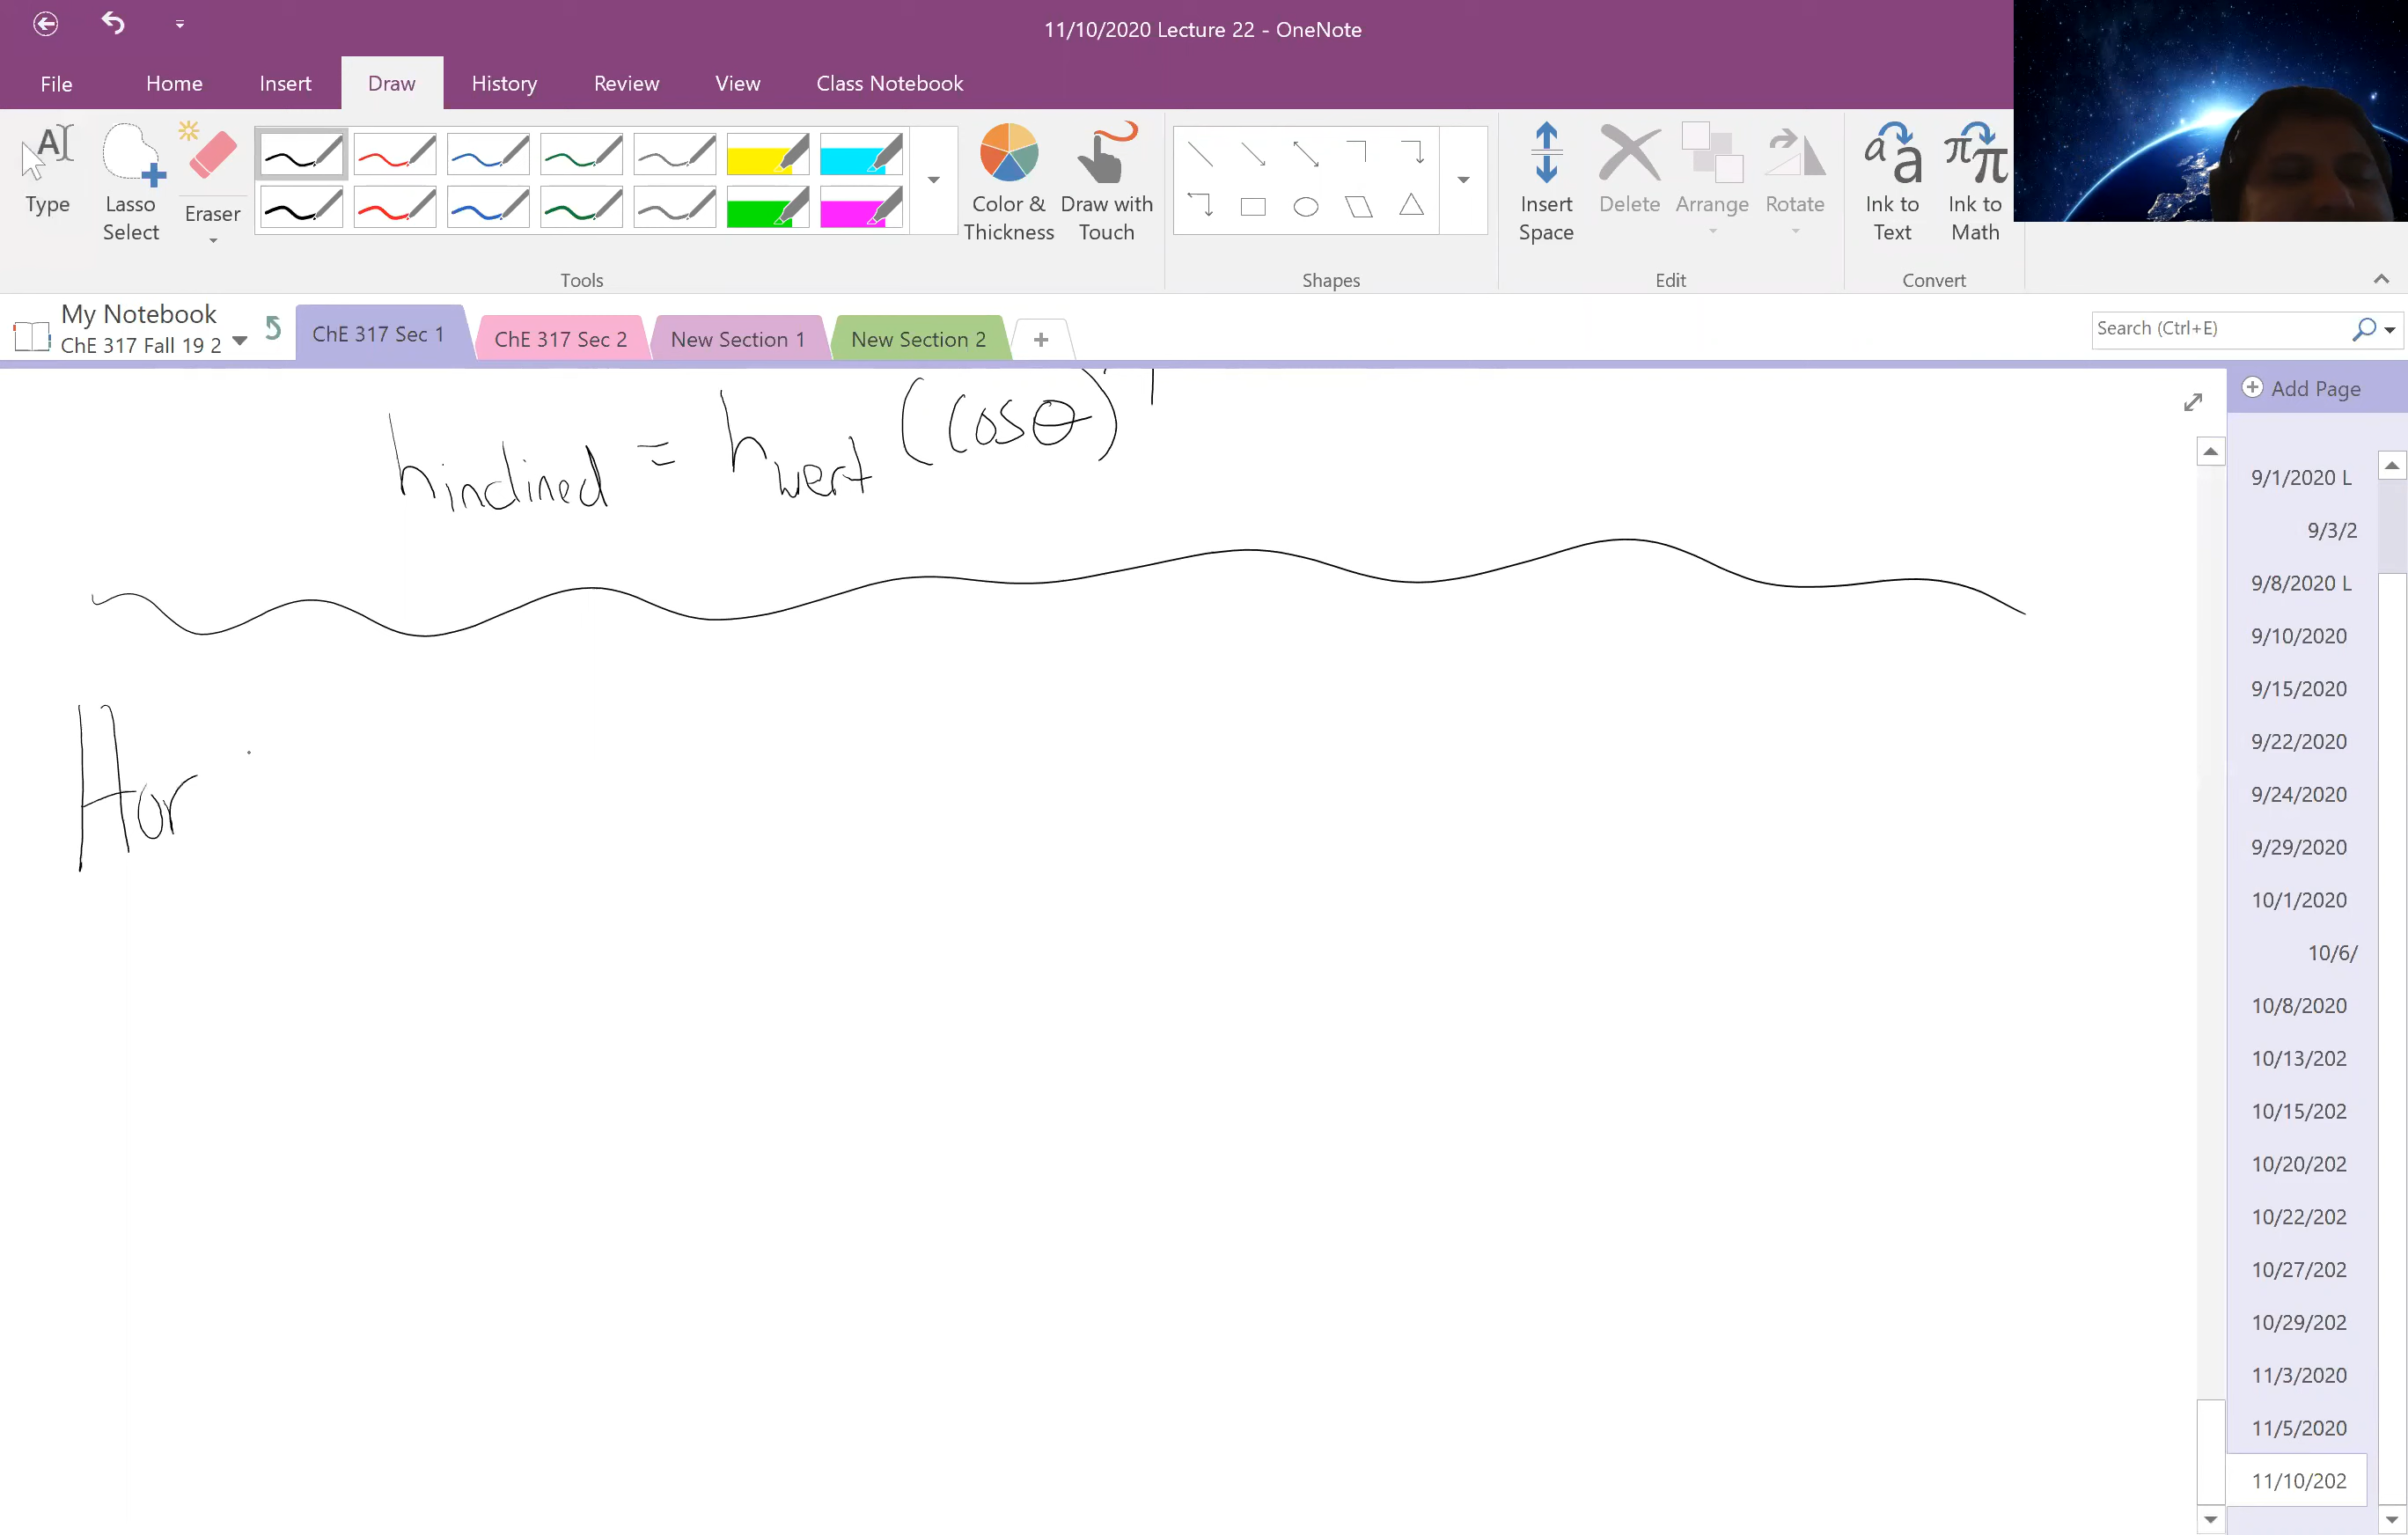 11/10/2020 Lecture 22 - OneNote
File Home Insert Draw History Review View Class Notebook
Type
Lasso Select
Eraser
Color & Thickness
Draw with Touch
Insert Space
Delete
Arrange
Rotate
Ink to Text
Ink to Math
Tools
Shapes
Edit
Convert
My Notebook
ChE 317 Fall 19 2
ChE 317 Sec 1
ChE 317 Sec 2
New Section 1
New Section 2
Search (Ctrl+E)
Add Page
9/1/2020 L
9/3/2
9/8/2020 L
9/10/2020
9/15/2020
9/22/2020
9/24/2020
9/29/2020
10/1/2020
10/6/
10/8/2020
10/13/202
10/15/202
10/20/202
10/22/202
10/27/202
10/29/202
11/3/2020
11/5/2020
11/10/202
h inclined = h vert (cos θ)
Hor